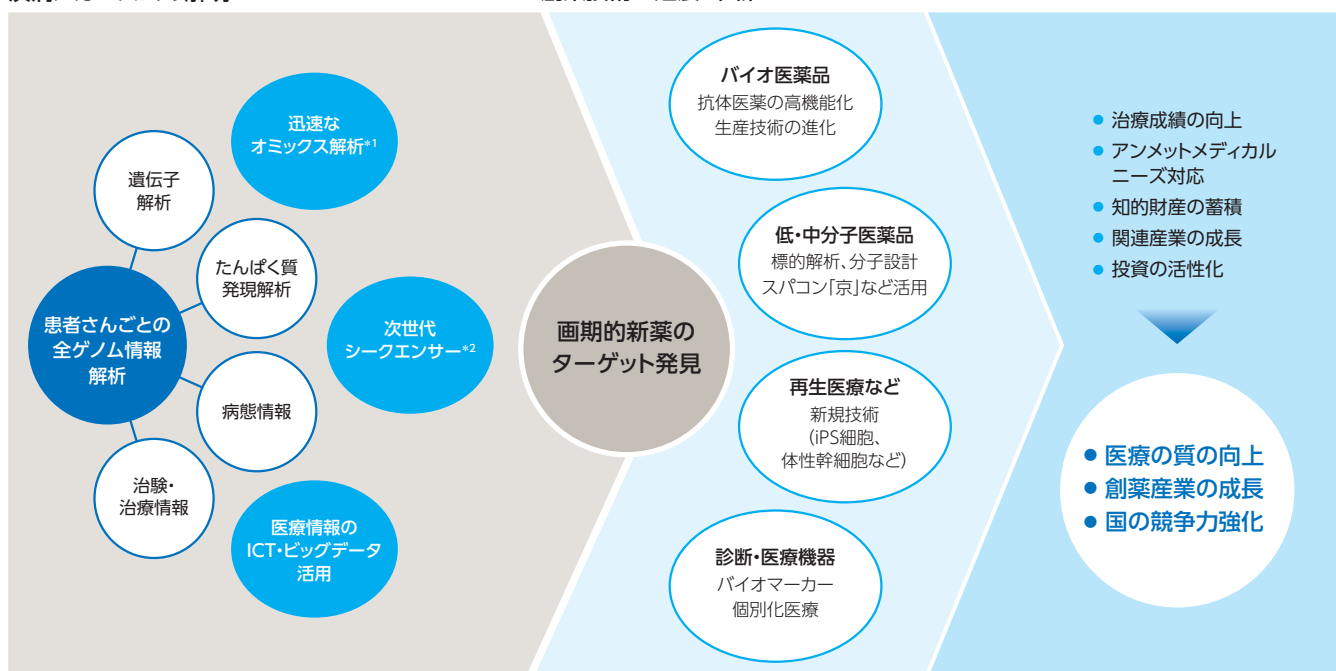 迅速な
オミックス解析*1
遺伝子
解析
たんぱく質
発現解析
患者さんごとの
全ゲノム情報
解析
次世代
シークエンサー*2
病態情報
治験・
治療情報
医療情報の
ICT・ビッグデータ
活用
画期的新薬の
ターゲット発見
バイオ医薬品
抗体医薬の高機能化
生産技術の進化
低・中分子医薬品
標的解析、分子設計
スパコン「京」など活用
再生医療など
新規技術
(iPS細胞、
体性幹細胞など)
診断・医療機器
バイオマーカー
個別化医療
● 治療成績の向上
● アンメットメディカル
ニーズ対応
● 知的財産の蓄積
● 関連産業の成長
● 投資の活性化
● 医療の質の向上
● 創薬産業の成長
● 国の競争力強化